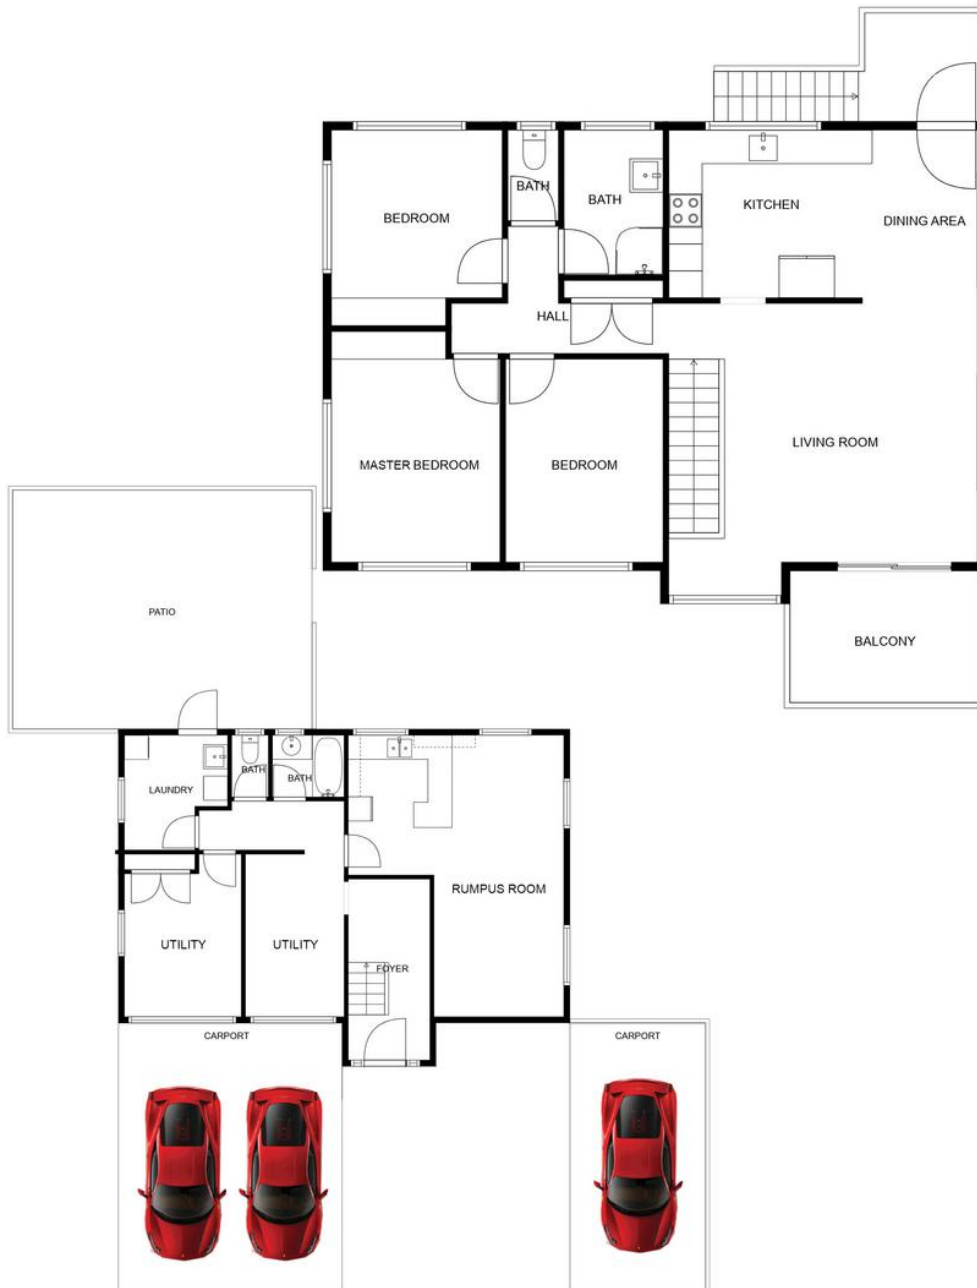 BATH
BEDROOM
BATH
KITCHEN
DINING AREA
HALL
LIVING ROOM
MASTER BEDROOM
BEDROOM
BALCONY
PATIO
BATH
BATH
LAUNDRY
RUMPUS ROOM
UTILITY
UTILITY
FOYER
CARPORT
CARPORT